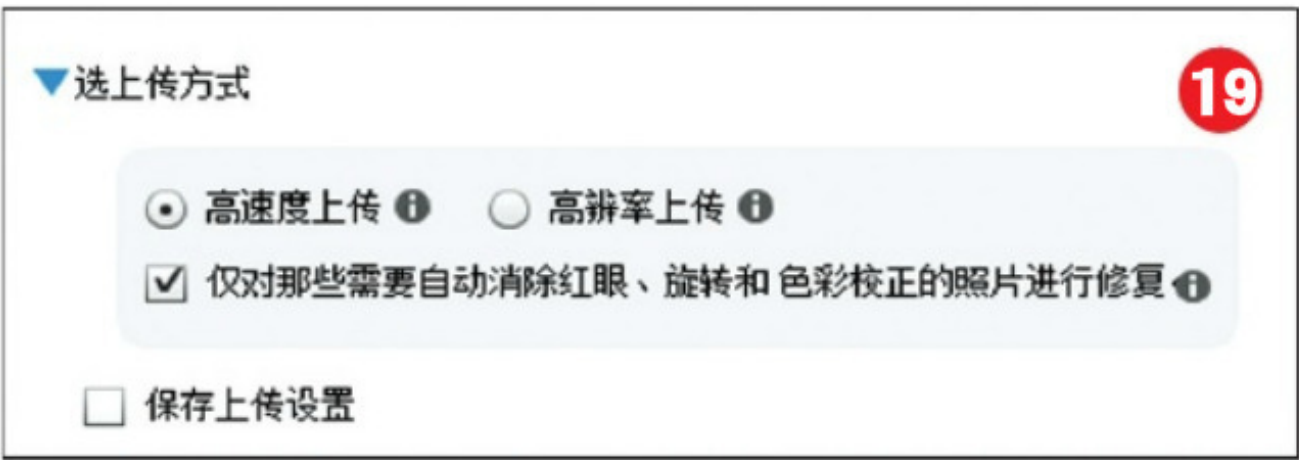 选上传方式
19
高速度上传 高辨率上传
仅对那些需要自动消除红眼、旋转和 色彩校正的照片进行修复
保存上传设置